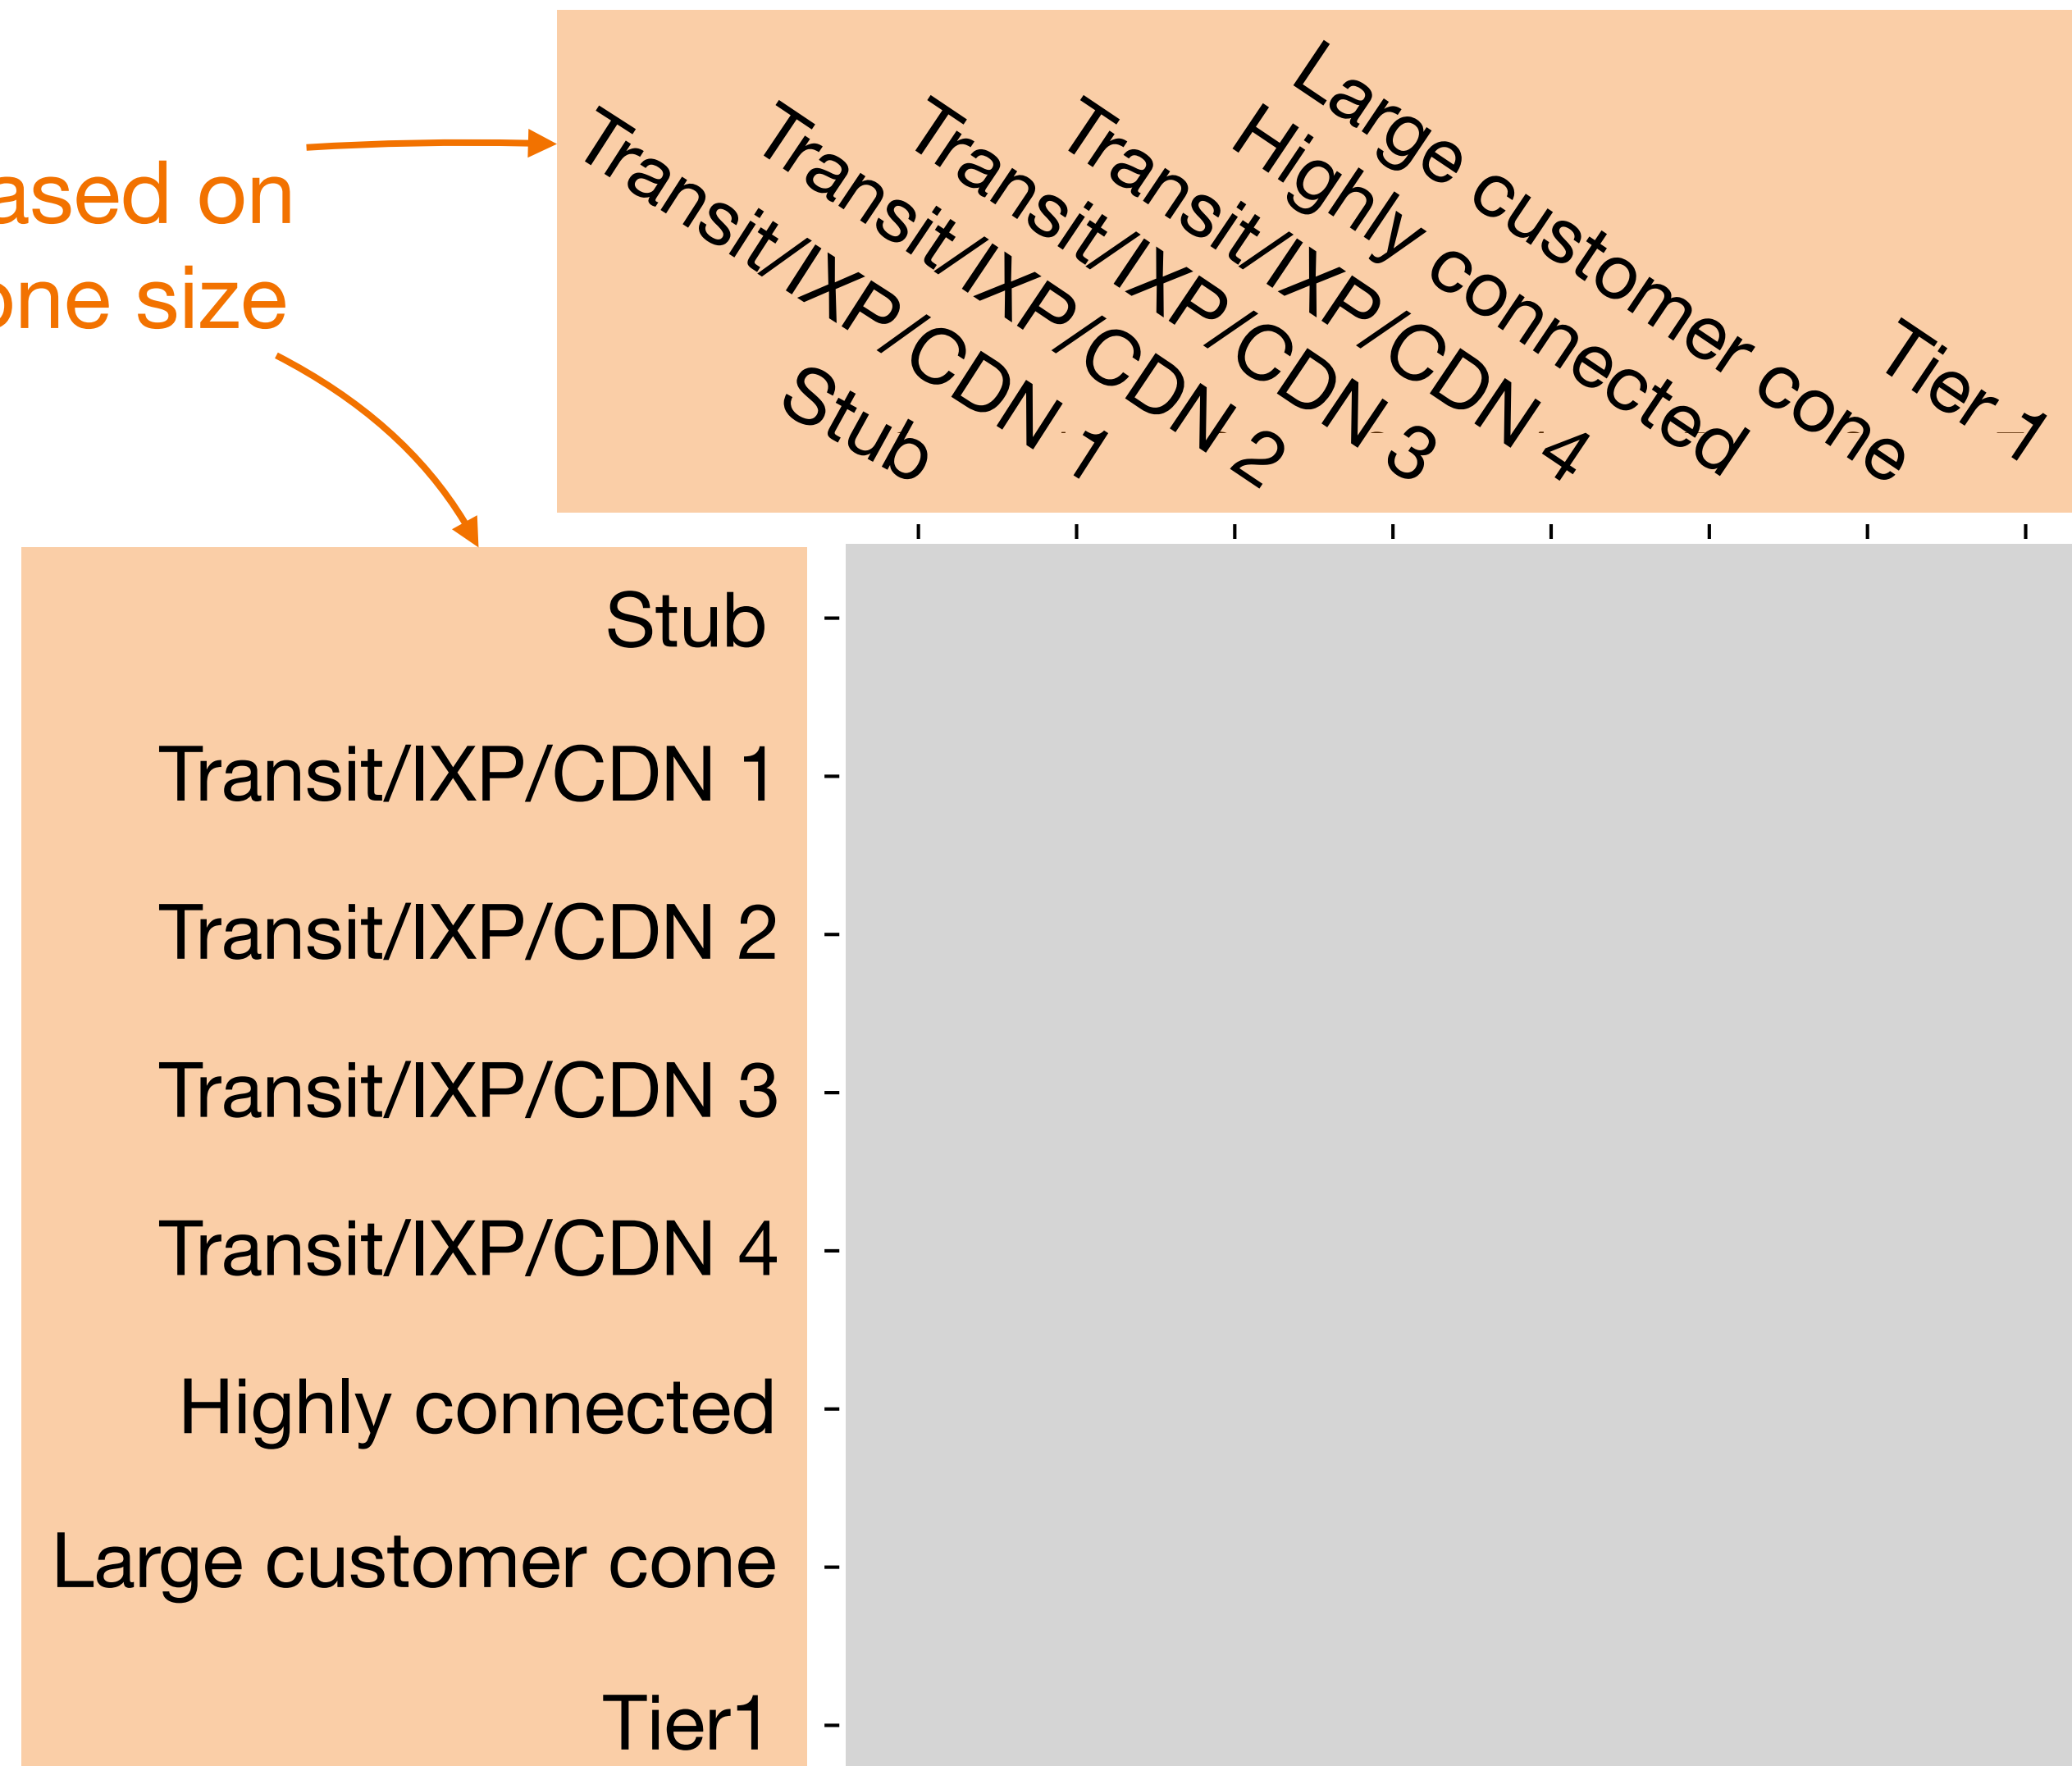 ased on
ne size
Transit/IXP/CDN 1
Transit/IXP/CDN 2
Transit/IXP/CDN 3
Transit/IXP/CDN 4
Highly connected
Large customer cone
Tier 1
Stub
Stub
Transit/IXP/CDN 1
Transit/IXP/CDN 2
Transit/IXP/CDN 3
Transit/IXP/CDN 4
Highly connected
Large customer cone
Tier1